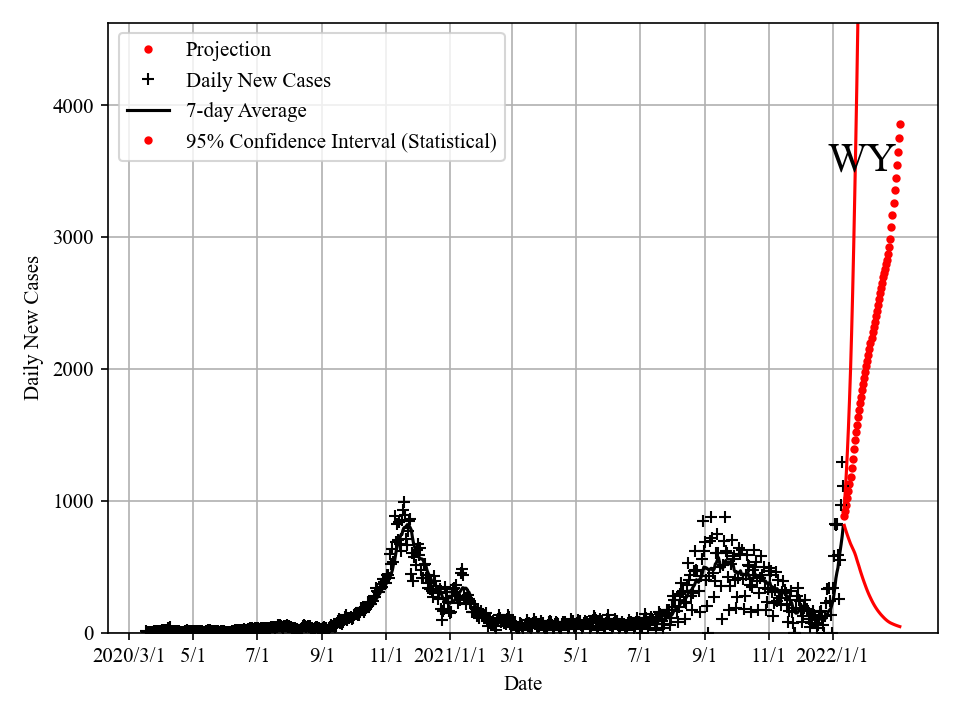 Projection
Daily New Cases
7-day Average
95% Confidence Interval (Statistical)
WY
4000
3000
2000
1000
0
Daily New Cases
2020/3/1 5/1 7/1 9/1 11/1 2021/1/1 3/1 5/1 7/1 9/1 11/1 2022/1/1
Date